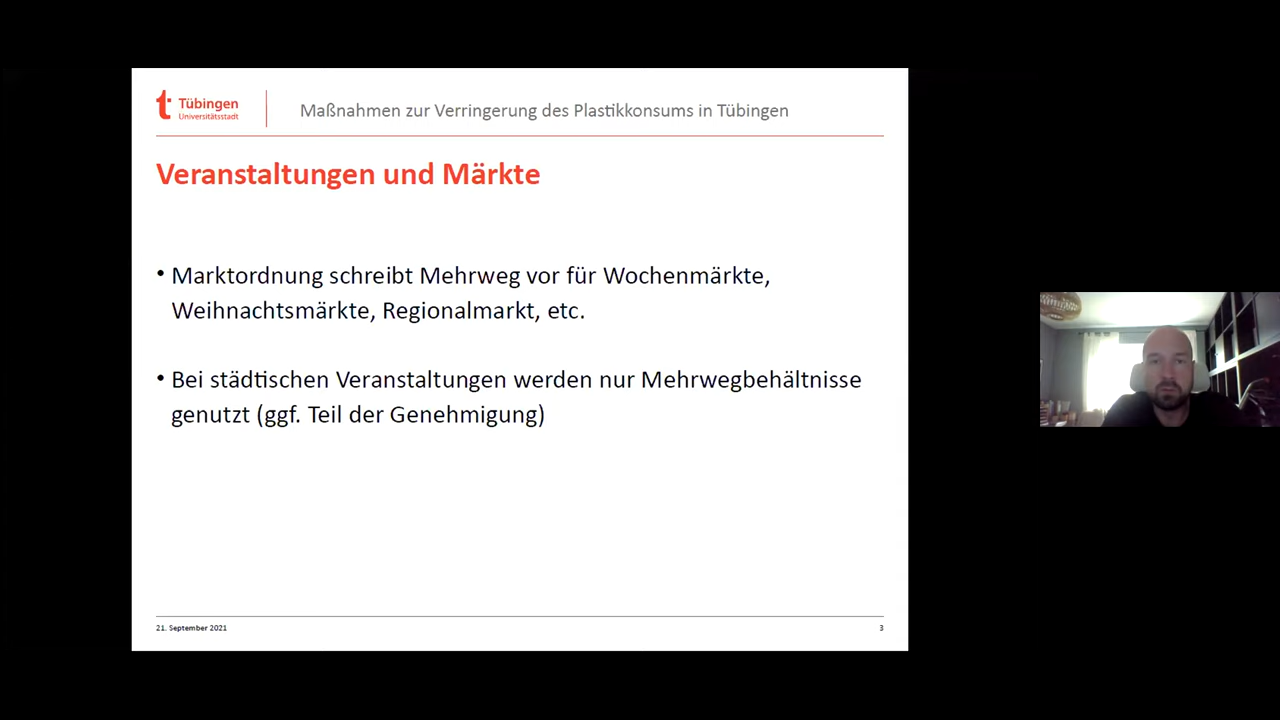 Tübingen
Universitätsstadt
Maßnahmen zur Verringerung des Plastikkonsums in Tübingen
Veranstaltungen und Märkte
• Marktordnung schreibt Mehrweg vor für Wochenmärkte,
Weihnachtsmärkte, Regionalmarkt, etc.
• Bei städtischen Veranstaltungen werden nur Mehrwegbehältnisse
genutzt (ggf. Teil der Genehmigung)
21. September 2021
3